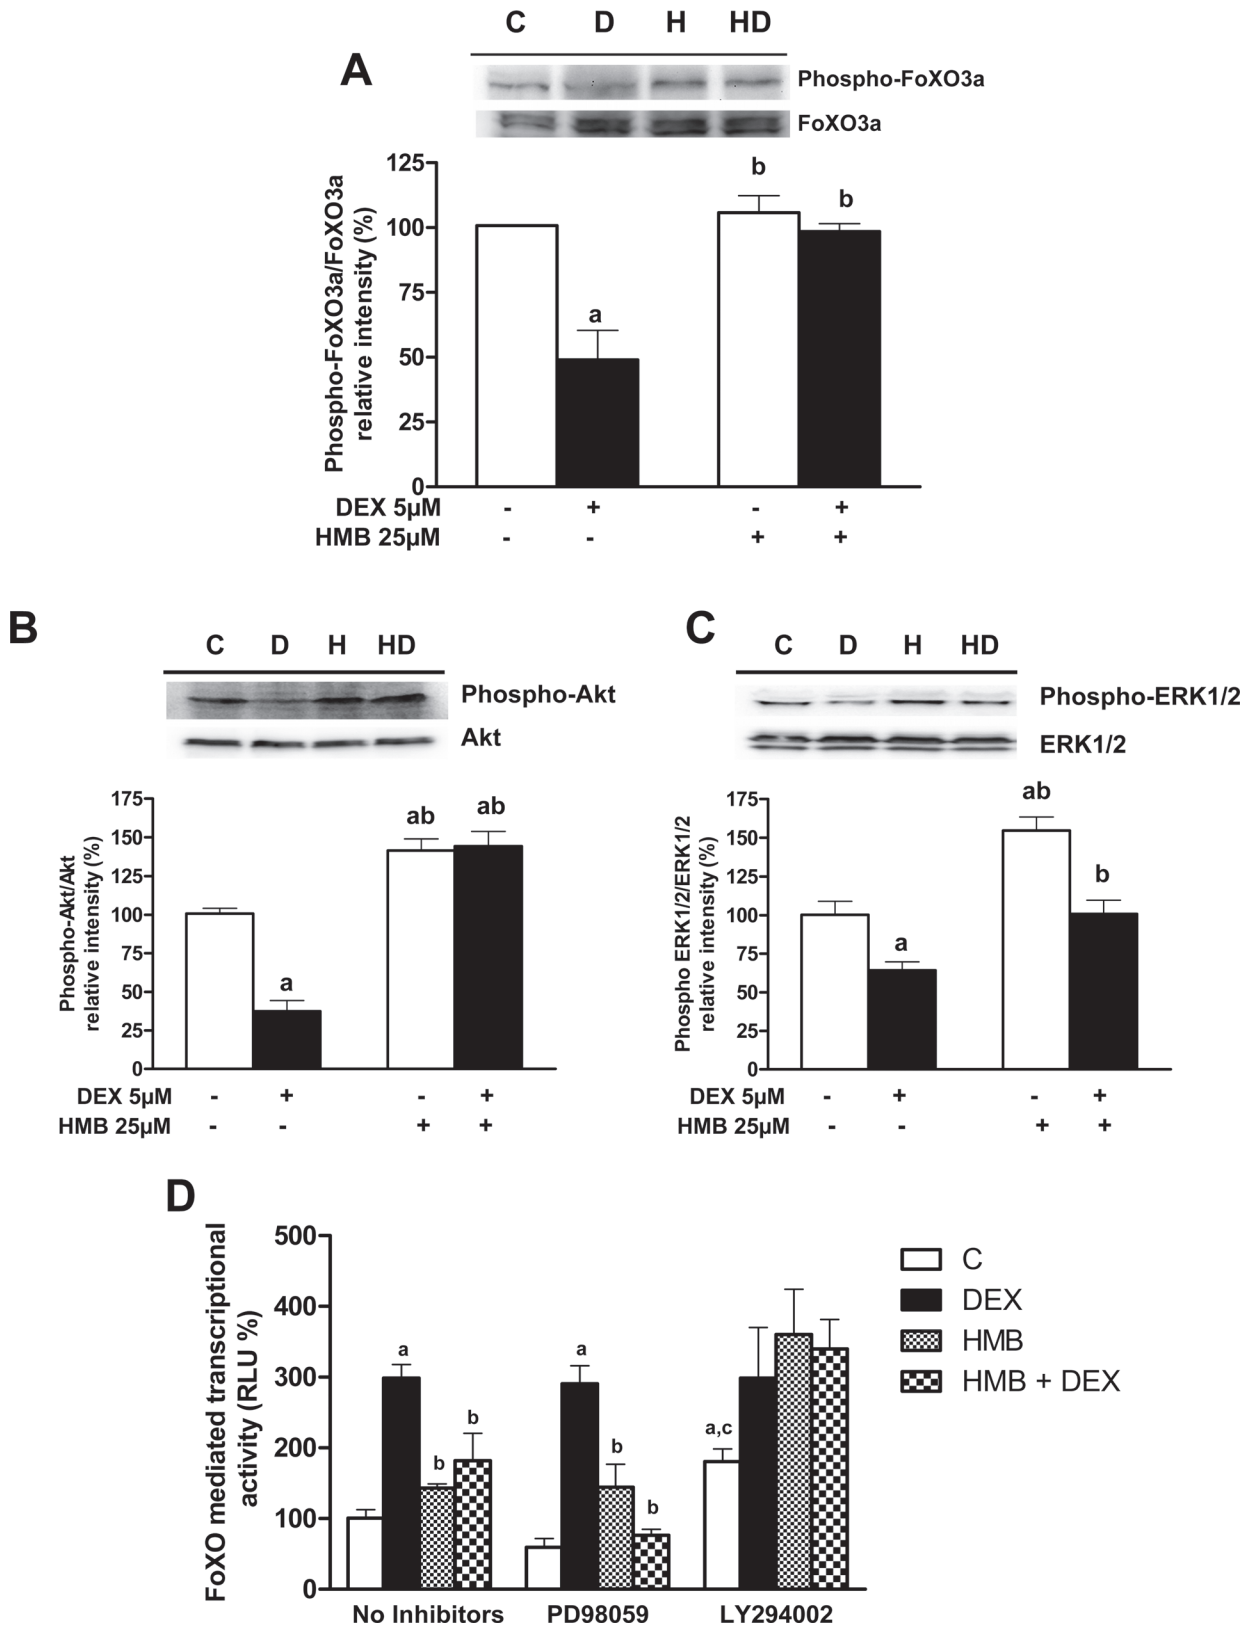 C D H HD
A
Phospho-FoXO3a
FoXO3a
Phospho-FoXO3a/FoXO3a
relative intensity (%)
125
100
75
50
25
0
a
b
b
DEX 5µM - + - +
HMB 25µM - - + +
B
C D H HD
Phospho-Akt
Akt
Phospho-Akt/Akt
relative intensity (%)
175
150
125
100
75
50
25
0
a
ab
ab
DEX 5µM - + - +
HMB 25µM - - + +
C
C D H HD
Phospho-ERK1/2
ERK1/2
Phospho ERK1/2/ERK1/2
relative intensity (%)
175
150
125
100
75
50
25
0
a
ab
b
DEX 5µM - + - +
HMB 25µM - - + +
D
FoXO mediated transcriptional
activity (RLU %)
500
400
300
200
100
0
a
b
b
a
b
b
a,c
No Inhibitors PD98059 LY294002
C
DEX
HMB
HMB + DEX